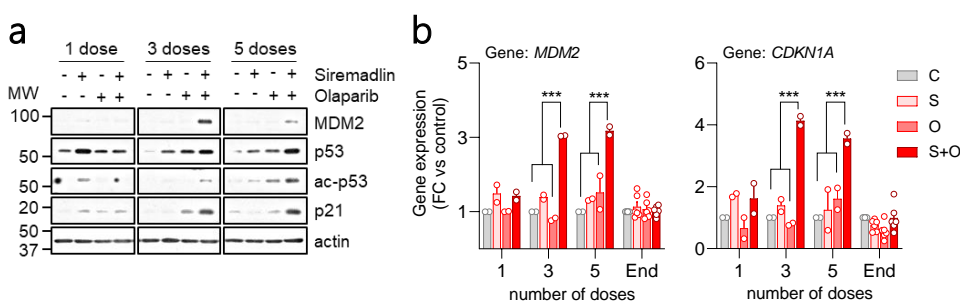 a
1 dose 3 doses 5 doses
- + - + - + - + - + - + Siremadlin
- - + + - - + + - - + + Olaparib
MW
100 MDM2
50 p53
50 ac-p53
20 p21
50
37 actin
b
Gene: MDM2
Gene expression
(FC vs control)
5
3
1
*** ***
1 3 5 End
number of doses
Gene: CDKN1A
6
4
2
0
*** ***
1 3 5 End
number of doses
C
S
O
S+O